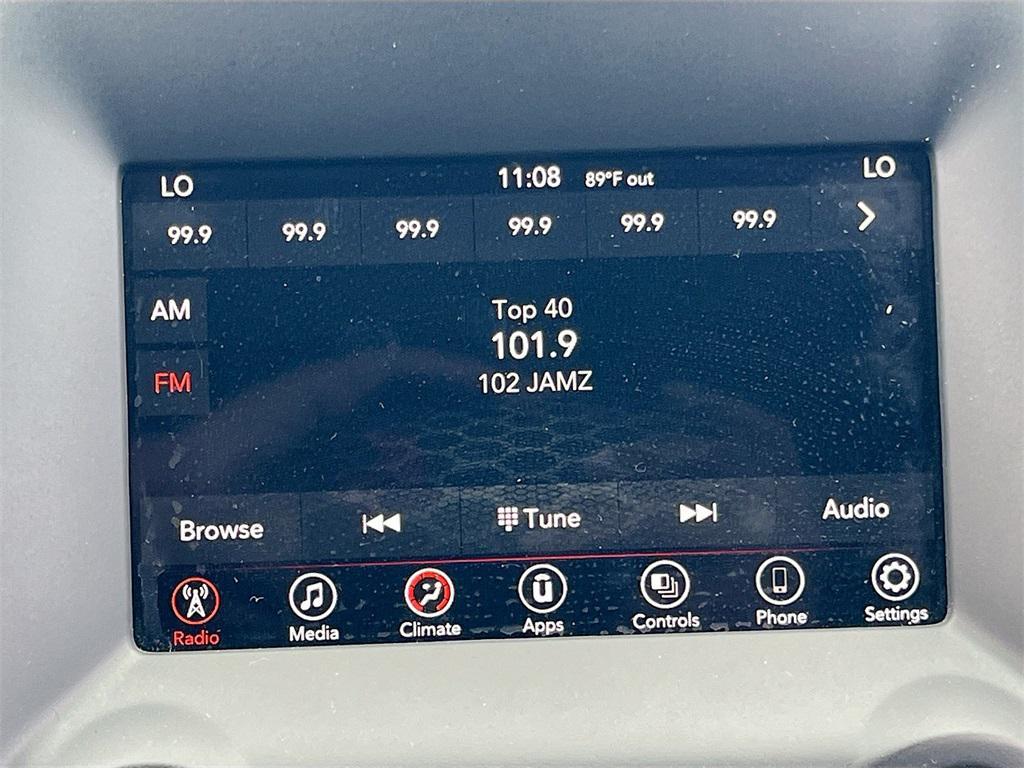 LO 11:08 89°F out LO
99.9 99.9 99.9 99.9 99.9 99.9
AM
FM
Top 40
101.9
102 JAMZ
Browse Tune Audio
Radio Media Climate Apps Controls Phone Settings